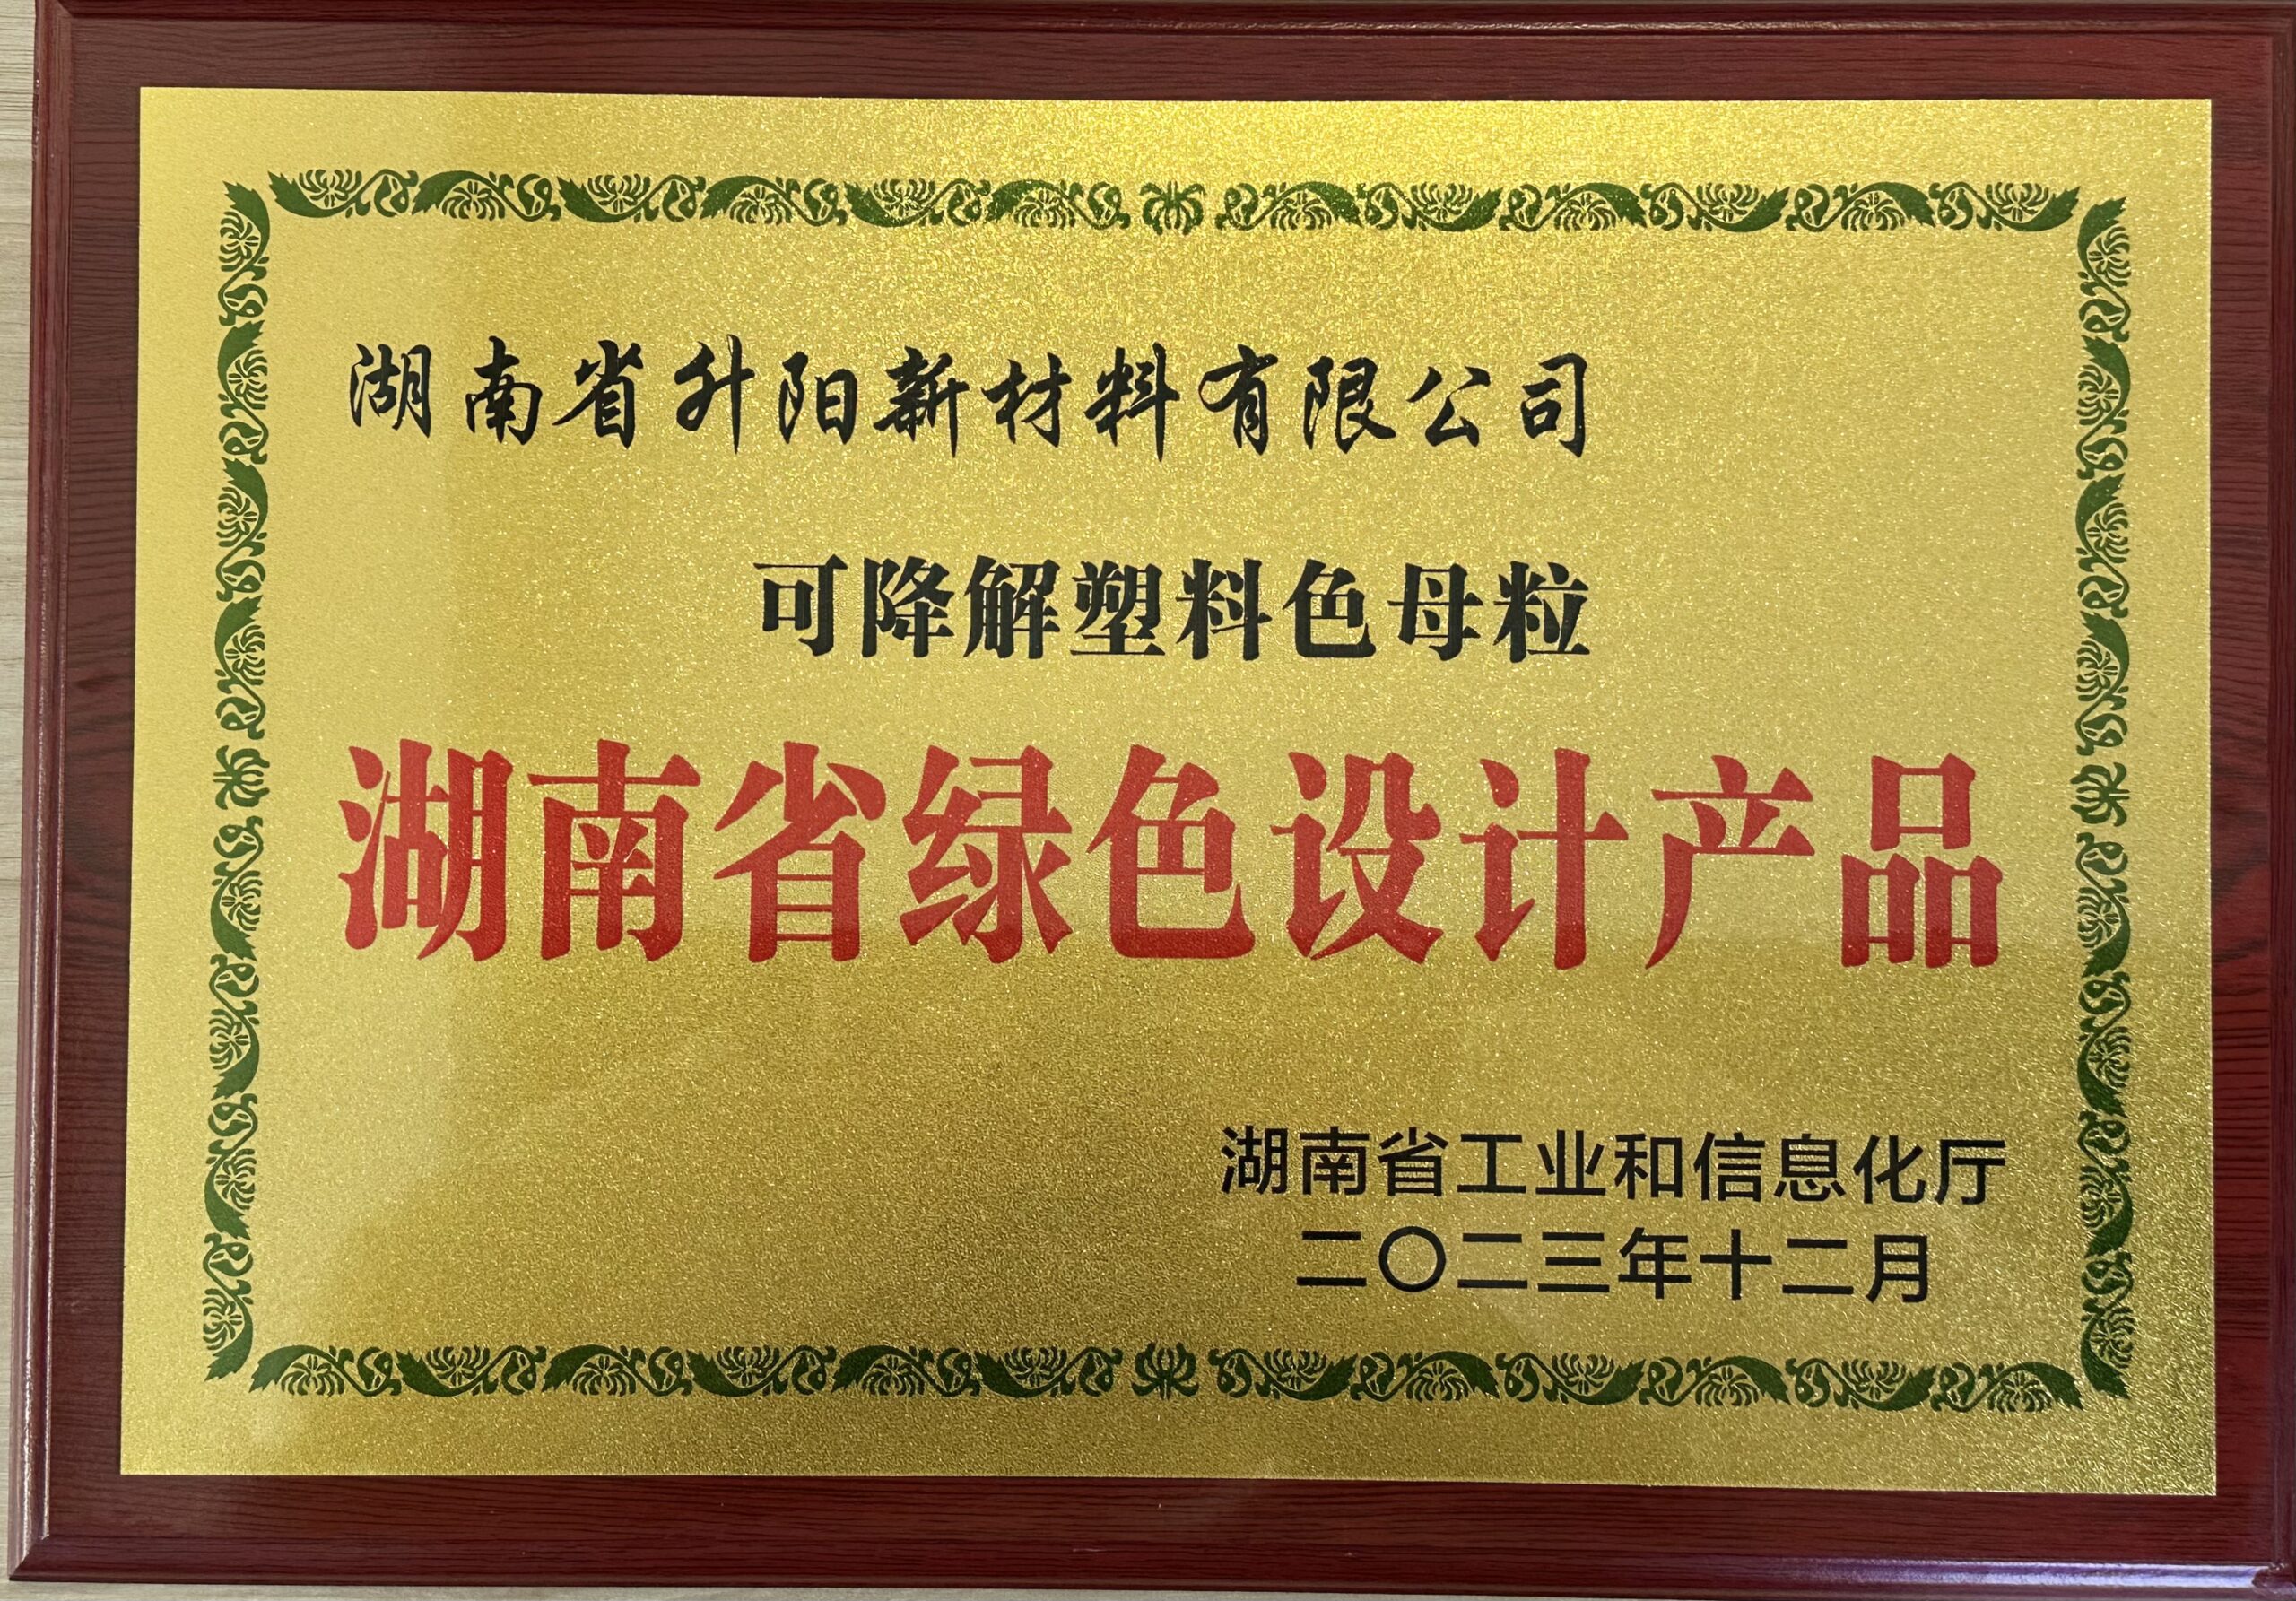 湖南省升阳新材料有限公司
可降解塑料色母粒
湖南省绿色设计产品
湖南省工业和信息化厅
二〇二三年十二月